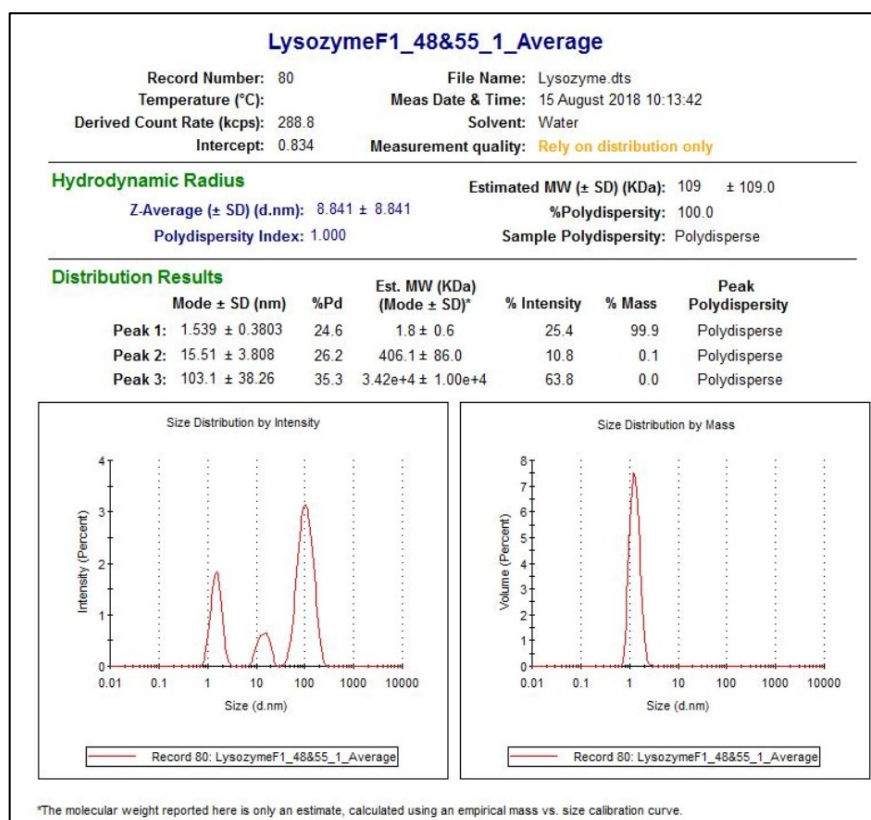 LysozymeF1_48&55_1_Average
Record Number: 80 File Name: Lysozyme.dts
Temperature (°C): Meas Date & Time: 15 August 2018 10:13:42
Derived Count Rate (kcps): 288.8 Solvent: Water
Intercept: 0.834 Measurement quality: Rely on distribution only
Hydrodynamic Radius Estimated MW (± SD) (KDa): 109 ± 109.0
Z-Average (± SD) (d.nm): 8.841 ± 8.841 %Polydispersity: 100.0
Polydispersity Index: 1.000 Sample Polydispersity: Polydisperse
Distribution Results Est. MW (KDa) Peak
Mode ± SD (nm) %Pd (Mode ± SD)* % Intensity % Mass Polydispersity
Peak 1: 1.539 ± 0.3803 24.6 1.8 ± 0.6 25.4 99.9 Polydisperse
Peak 2: 15.51 ± 3.808 26.2 406.1 ± 86.0 10.8 0.1 Polydisperse
Peak 3: 103.1 ± 38.26 35.3 3.42e+4 ± 1.00e+4 63.8 0.0 Polydisperse
Size Distribution by Intensity
Intensity (Percent)
4
3
2
1
0
0.01 0.1 1 10 100 1000 10000
Size (d.nm)
Record 80: LysozymeF1_48&55_1_Average
Size Distribution by Mass
Volume (Percent)
8
7
6
5
4
3
2
1
0
0.01 0.1 1 10 100 1000 10000
Size (d.nm)
Record 80: LysozymeF1_48&55_1_Average
*The molecular weight reported here is only an estimate, calculated using an empirical mass vs. size calibration curve.